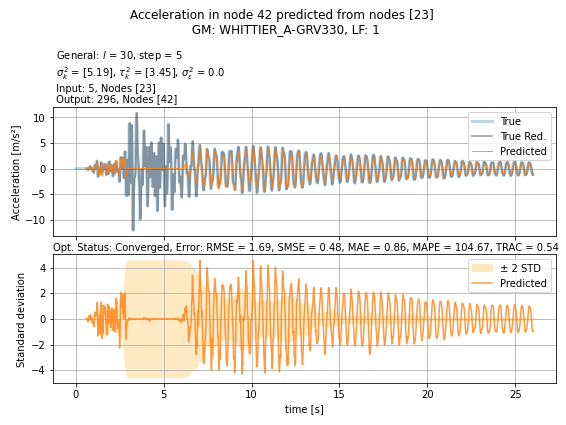 Acceleration in node 42 predicted from nodes [23]
GM: WHITTIER_A-GRV330, LF: 1
General: l = 30, step = 5
σ²ₖ = [5.19], τ²ₖ = [3.45], σ²ₑ = 0.0
Input: 5, Nodes [23]
Output: 296, Nodes [42]
Acceleration [m/s²]
10
5
0
−5
−10
True
True Red.
Predicted
Opt. Status: Converged, Error: RMSE = 1.69, SMSE = 0.48, MAE = 0.86, MAPE = 104.67, TRAC = 0.54
Standard deviation
4
2
0
−2
−4
± 2 STD
Predicted
0 5 10 15 20 25
time [s]